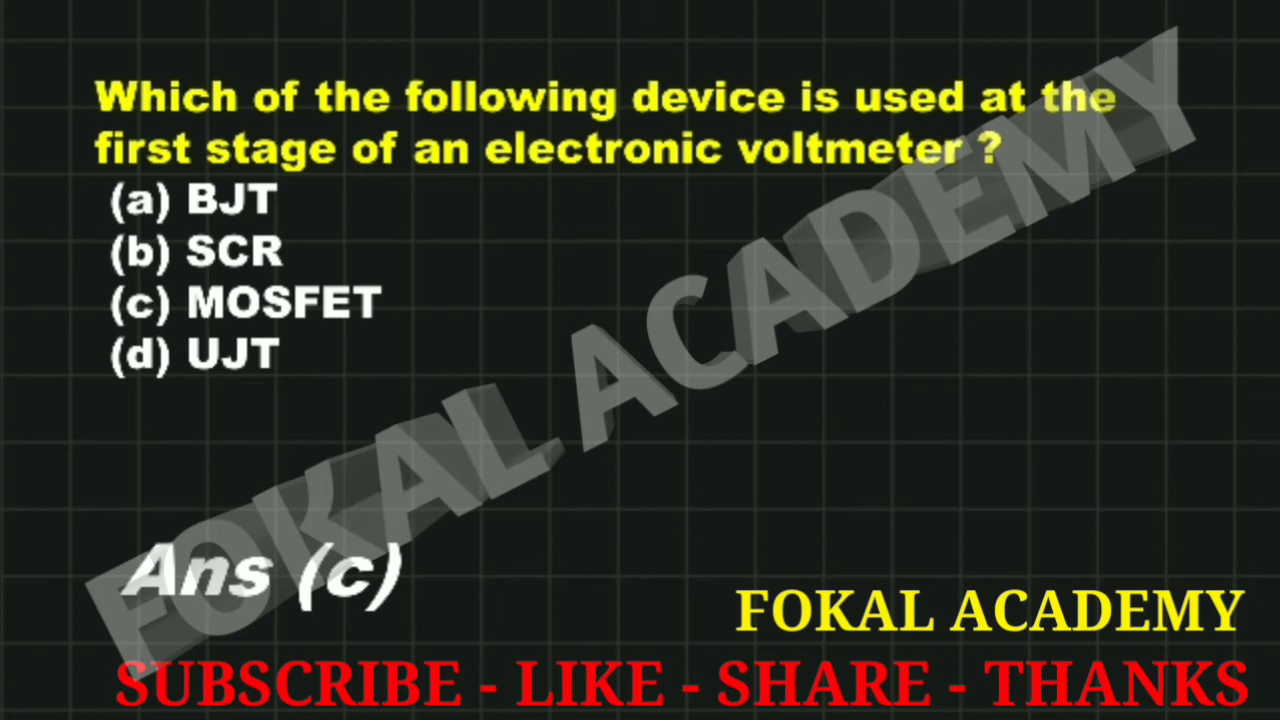 Which of the following device is used at the
first stage of an electronic voltmeter ?
(a) BJT
(b) SCR
(c) MOSFET
(d) UJT
FOKAL ACADEMY
Ans (c)
FOKAL ACADEMY
SUBSCRIBE - LIKE - SHARE - THANKS